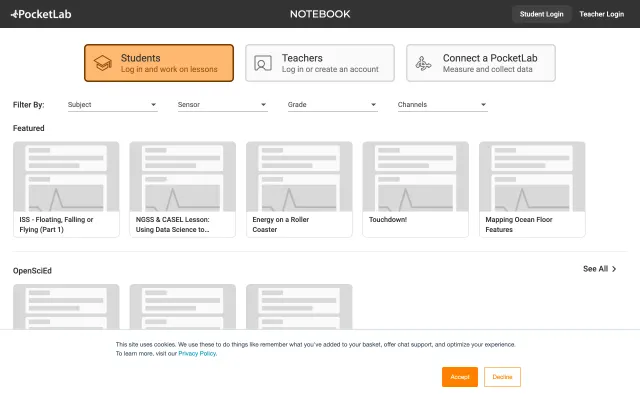 PocketLab
NOTEBOOK
Student Login
Teacher Login
Students
Log in and work on lessons
Teachers
Log in or create an account
Connect a PocketLab
Measure and collect data
Filter By:
Subject
Sensor
Grade
Channels
Featured
ISS - Floating, Falling or
Flying (Part 1)
NGSS & CASEL Lesson:
Using Data Science to...
Energy on a Roller
Coaster
Touchdown!
Mapping Ocean Floor
Features
OpenSciEd
See All
This site uses cookies. We use these to do things like remember what you've added to your basket, offer chat support, and optimize your experience.
To learn more, visit our Privacy Policy.
Accept
Decline